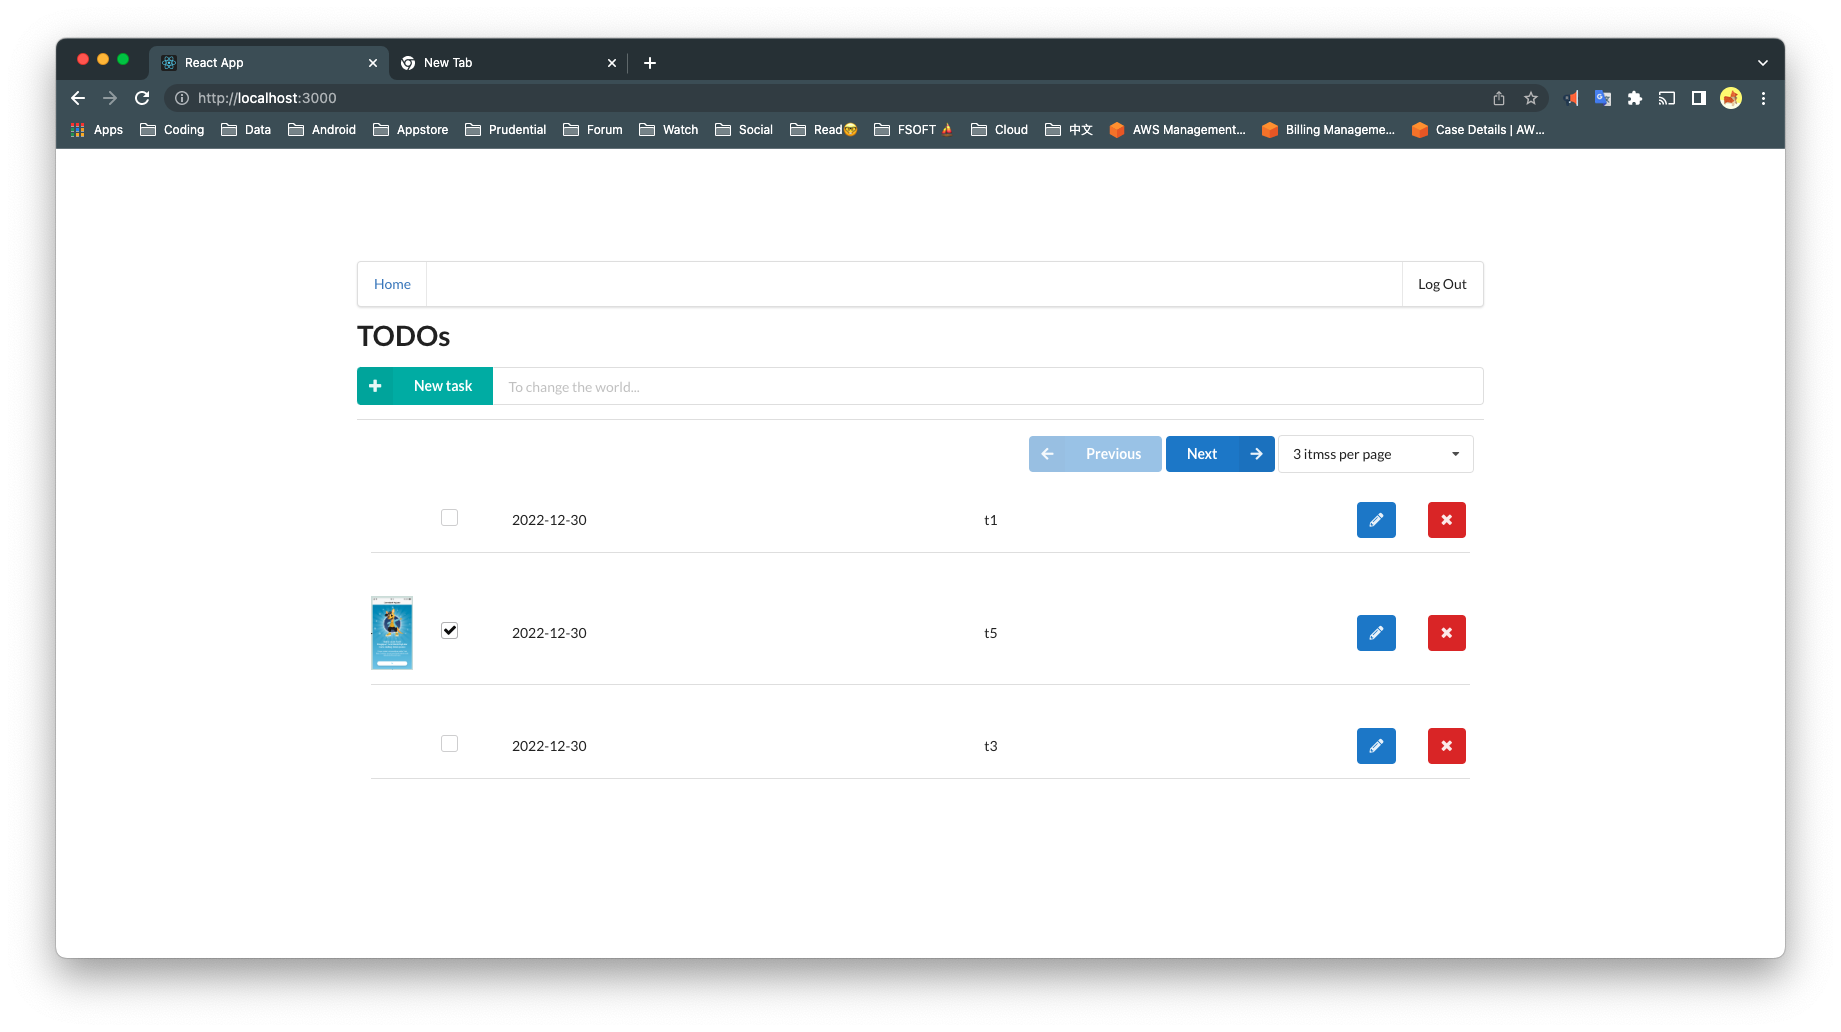 React App
New Tab
http://localhost:3000
Apps Coding Data Android Appstore Prudential Forum Watch Social Read🤓 FSOFT Cloud 中文 AWS Management... Billing Manageme... Case Details | AW...
Home Log Out
TODOs
New task To change the world...
Previous Next 3 itmss per page
2022-12-30 t1
2022-12-30 t5
2022-12-30 t3